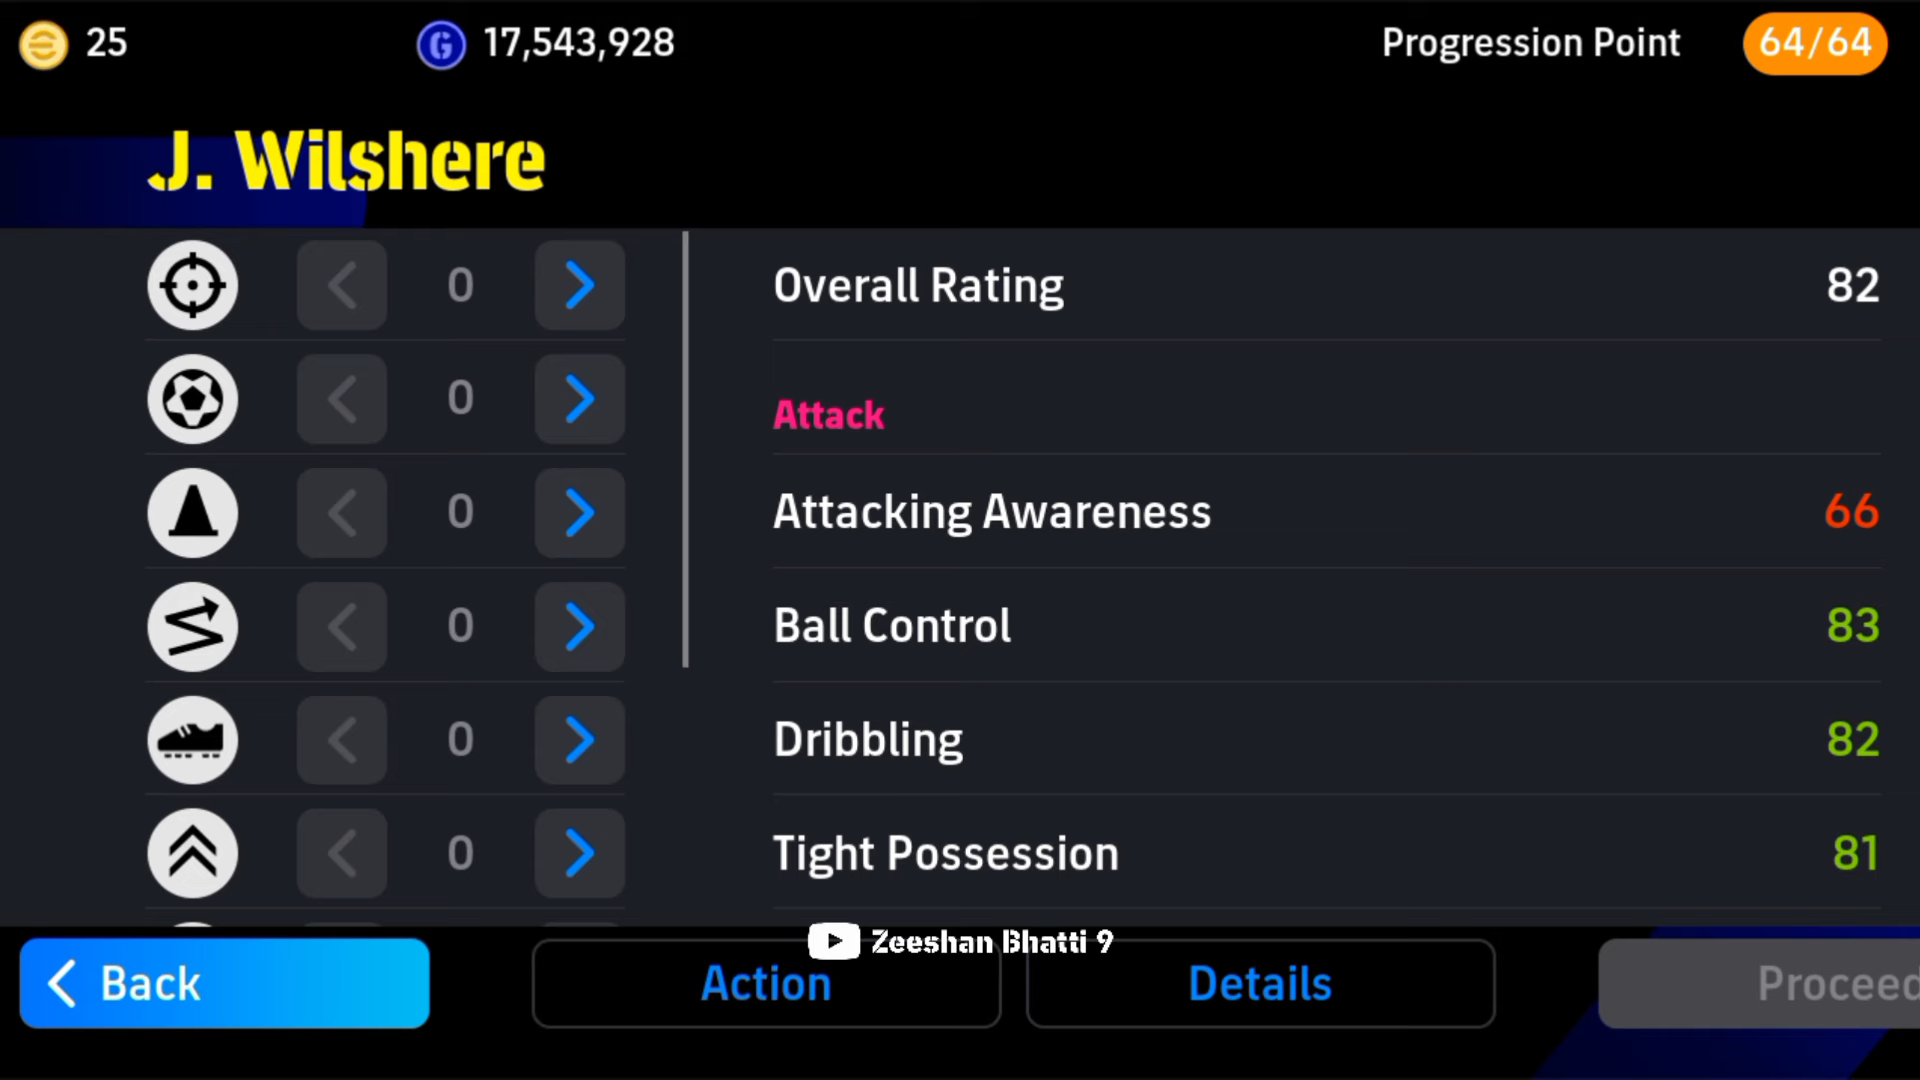 25
17,543,928
Progression Point
64/64
J. Wilshere
0
Overall Rating
82
0
Attack
0
Attacking Awareness
66
0
Ball Control
83
0
Dribbling
82
0
Tight Possession
81
Zeeshan Bhatti 9
Back
Action
Details
Proceed